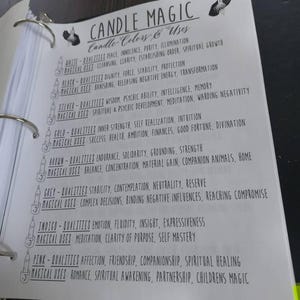 CANDLE MAGIC
Candle Colors & Uses
WHITE - QUALITIES PEACE, INNOCENCE, PURITY, ILLUMINATION
MAGICAL USES CLEANSING, CLARITY, ESTABLISHING ORDER, SPIRITUAL GROWTH
BLACK - QUALITIES DIGNITY, FORCE, STABILITY, PROTECTION
MAGICAL USES BANISHING, RELEASING NEGATIVE ENERGY, TRANSFORMATION
SILVER - QUALITIES WISDOM, PSYCHIC ABILITY, INTELLIGENCE, MEMORY
MAGICAL USES SPIRITUAL & PSYCHIC DEVELOPMENT, MEDITATION, WARDING NEGATIVITY
GOLD - QUALITIES INNER STRENGTH, SELF REALIZATION, INTUITION
MAGICAL USES SUCCESS, HEALTH, AMBITION, FINANCES, GOOD FORTUNE, DIVINATION
BROWN - QUALITIES ENDURANCE, SOLIDARITY, GROUNDING, STRENGTH
MAGICAL USES BALANCE, CONCENTRATION, MATERIAL GAIN, COMPANION ANIMALS, HOME
GREY - QUALITIES STABILITY, CONTEMPLATION, NEUTRALITY, RESERVE
MAGICAL USES COMPLEX DECISIONS, BINDING NEGATIVE INFLUENCES, REACHING COMPROMISE
INDIGO - QUALITIES EMOTION, FLUIDITY, INSIGHT, EXPRESSIVENESS
MAGICAL USES MEDITATION, CLARITY OF PURPOSE, SELF MASTERY
PINK - QUALITIES AFFECTION, FRIENDSHIP, COMPANIONSHIP, SPIRITUAL HEALING
MAGICAL USES ROMANCE, SPIRITUAL AWAKENING, PARTNERSHIP, CHILDRENS MAGIC